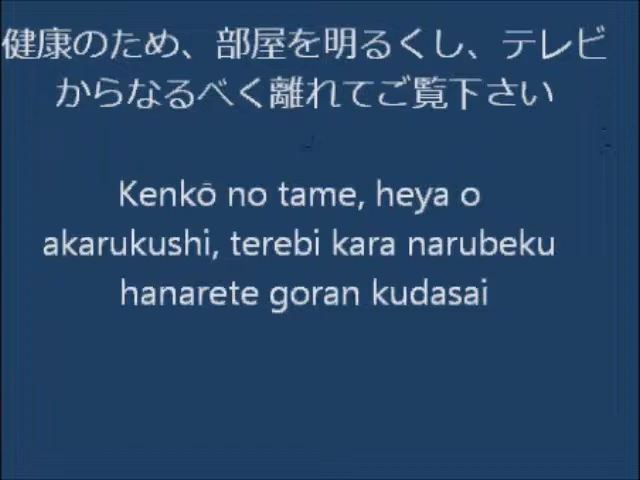 健康のため、部屋を明るくし、テレビ
からなるべく離れてご覧下さい
Kenkō no tame, heya o
akarukushi, terebi kara narubeku
hanarete goran kudasai